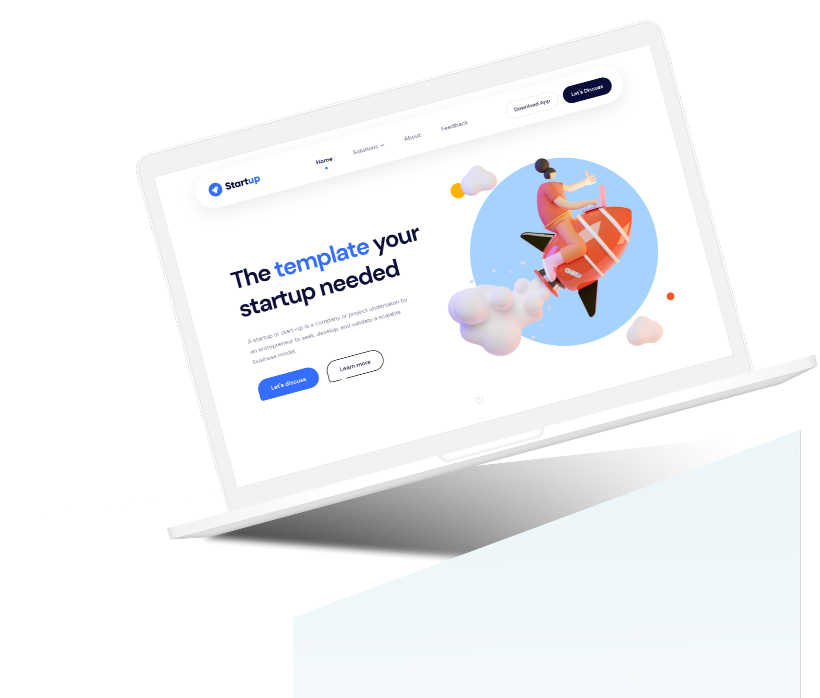 Startup
Home
Solutions
About
Feedback
Download App
Let's Discuss
The template your
startup needed
A startup or start-up is a company or project undertaken by
an entrepreneur to seek, develop, and validate a scalable
business model.
Let's discuss
Learn more